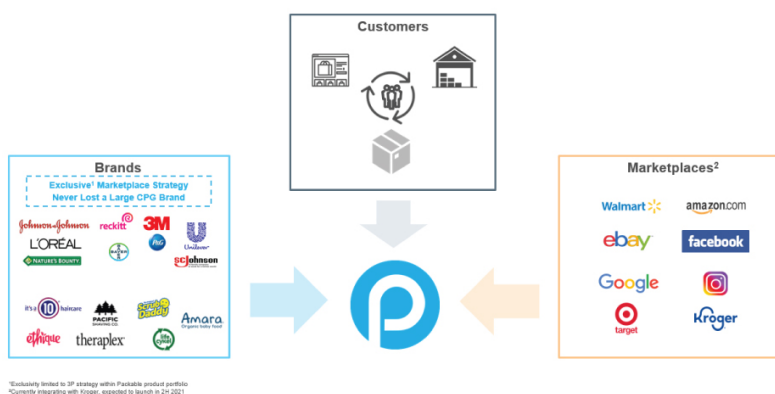 Customers
Brands
Exclusive¹ Marketplace Strategy
Never Lost a Large CPG Brand
Johnson & Johnson
reckitt
3M
Unilever
L'ORÉAL
BAYER
P&G
NATURE'S BOUNTY
SC Johnson
it's a 10 haircare
PACIFIC
SHAVING CO.
Scrub
Daddy
Amara
Organic baby food
ethique
theraplex
life
cykel
Marketplaces²
Walmart
amazon.com
ebay
facebook
Google
target
Kroger
¹Exclusivity limited to 3P strategy within Packable product portfolio
²Currently integrating with Kroger, expected to launch in 2H 2021